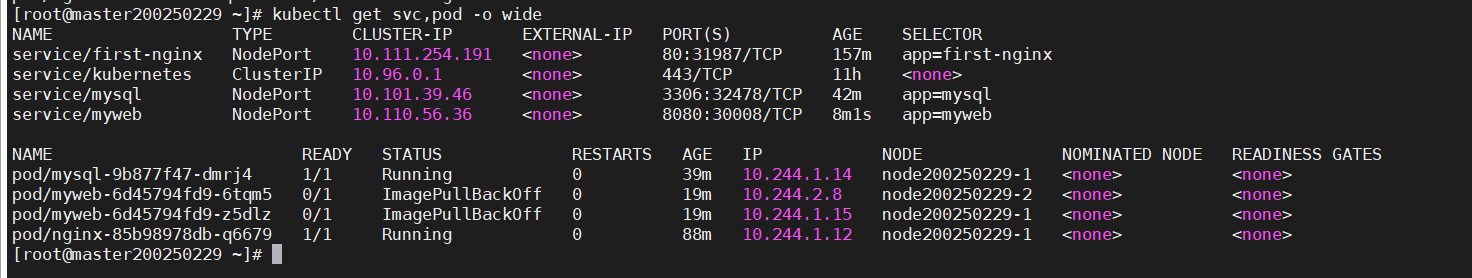 [root@master200250229 ~]# kubectl get svc,pod -o wide
NAME TYPE CLUSTER-IP EXTERNAL-IP PORT(S) AGE SELECTOR
service/first-nginx NodePort 10.111.254.191 <none> 80:31987/TCP 157m app=first-nginx
service/kubernetes ClusterIP 10.96.0.1 <none> 443/TCP 11h <none>
service/mysql NodePort 10.101.39.46 <none> 3306:32478/TCP 42m app=mysql
service/myweb NodePort 10.110.56.36 <none> 8080:30008/TCP 8m1s app=myweb
NAME READY STATUS RESTARTS AGE IP NODE NOMINATED NODE READINESS GATES
pod/mysql-9b877f47-dmrj4 1/1 Running 0 39m 10.244.1.14 node200250229-1 <none> <none>
pod/myweb-6d45794fd9-6tqm5 0/1 ImagePullBackOff 0 19m 10.244.2.8 node200250229-2 <none> <none>
pod/myweb-6d45794fd9-z5dlz 0/1 ImagePullBackOff 0 19m 10.244.1.15 node200250229-1 <none> <none>
pod/nginx-85b98978db-q6679 1/1 Running 0 88m 10.244.1.12 node200250229-1 <none> <none>
[root@master200250229 ~]#